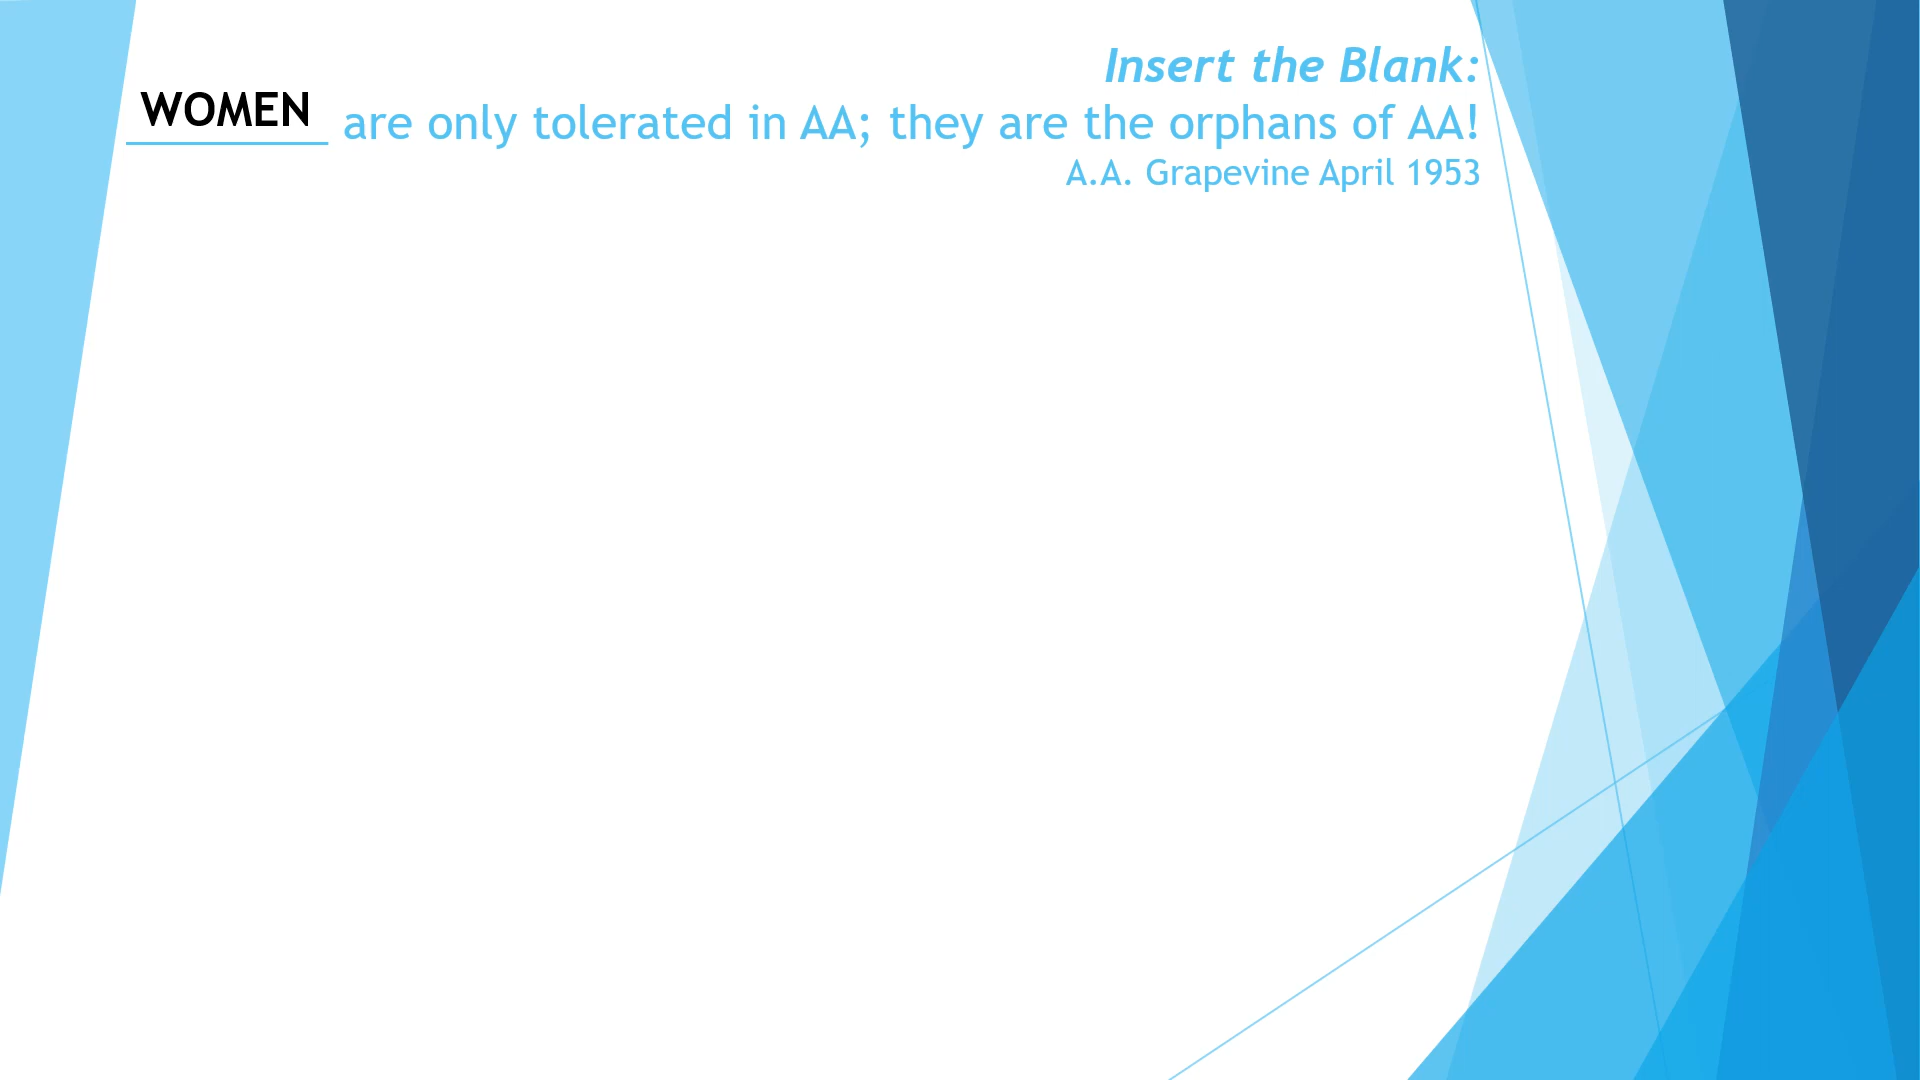 Insert the Blank:
WOMEN are only tolerated in AA; they are the orphans of AA!
A.A. Grapevine April 1953